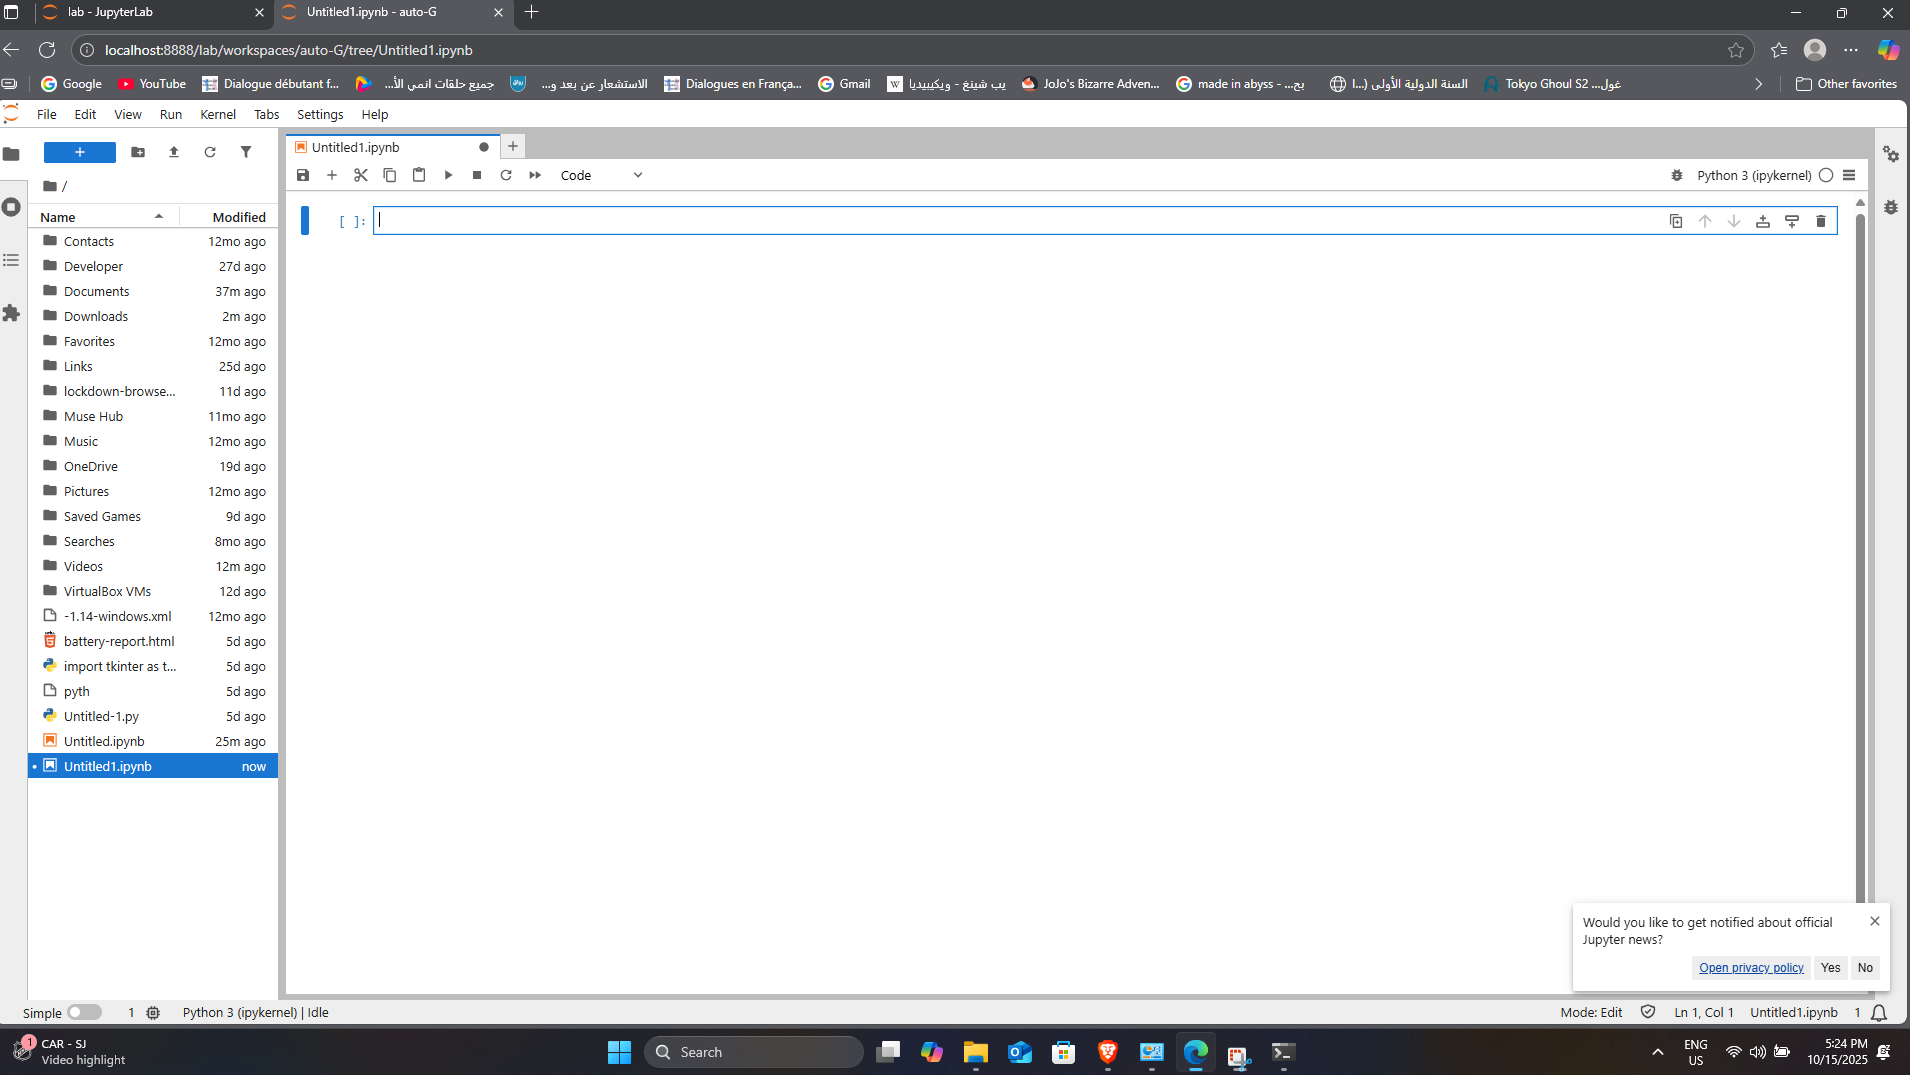 lab - JupyterLab
Untitled1.ipynb - auto-G
localhost:8888/lab/workspaces/auto-G/tree/Untitled1.ipynb
Google
YouTube
Dialogue débutant f...
جميع حلقات انمي الأ...
الاستشعار عن بعد و...
Dialogues en França...
Gmail
يب شينغ - ويكيبيديا
JoJo's Bizarre Adven...
made in abyss - بح...
السنة الدولية الأولى (ا...
Tokyo Ghoul S2 غول...
Other favorites
File Edit View Run Kernel Tabs Settings Help
Untitled1.ipynb
/
Code
Python 3 (ipykernel)
Name Modified
[ ]:
Contacts 12mo ago
Developer 27d ago
Documents 37m ago
Downloads 2m ago
Favorites 12mo ago
Links 25d ago
lockdown-browse... 11d ago
Muse Hub 11mo ago
Music 12mo ago
OneDrive 19d ago
Pictures 12mo ago
Saved Games 9d ago
Searches 8mo ago
Videos 12m ago
VirtualBox VMs 12d ago
-1.14-windows.xml 12mo ago
battery-report.html 5d ago
import tkinter as t... 5d ago
pyth 5d ago
Untitled-1.py 5d ago
Untitled.ipynb 25m ago
Untitled1.ipynb now
Would you like to get notified about official
Jupyter news?
Open privacy policy Yes No
Simple 1 Python 3 (ipykernel) | Idle
Mode: Edit Ln 1, Col 1 Untitled1.ipynb 1
1
CAR - SJ
Video highlight
Search
ENG
US
5:24 PM
10/15/2025